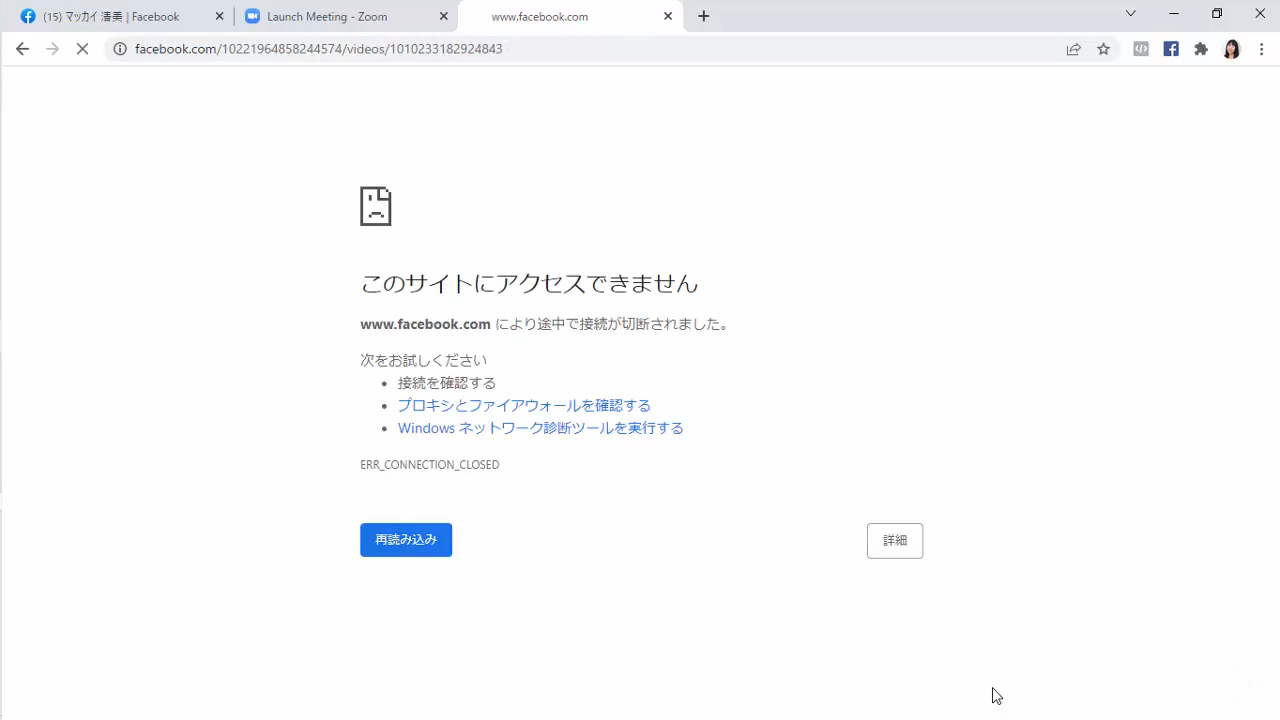 (15) マッカイ 清美 | Facebook
Launch Meeting - Zoom
www.facebook.com
facebook.com/10221964858244574/videos/1010233182924843
このサイトにアクセスできません
www.facebook.com により途中で接続が切断されました。
次をお試しください
接続を確認する
プロキシとファイアウォールを確認する
Windows ネットワーク診断ツールを実行する
ERR_CONNECTION_CLOSED
再読み込み
詳細